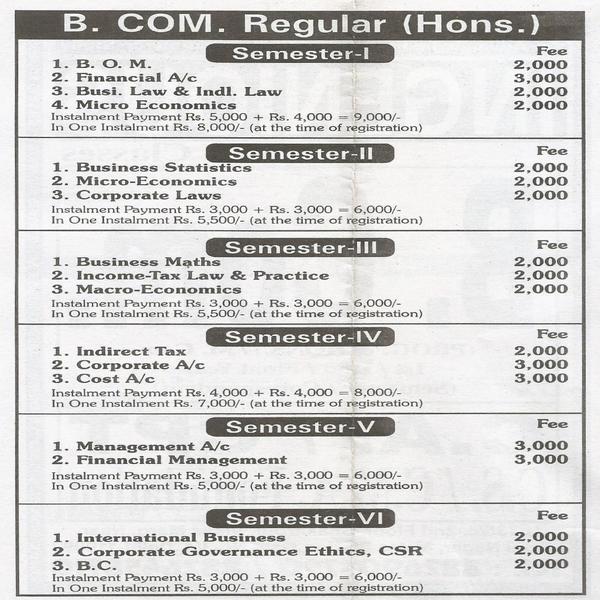 B. COM. Regular (Hons.)
Semester-I Fee
1. B. O. M. 2,000
2. Financial A/c 3,000
3. Busi. Law & Indl. Law 2,000
4. Micro Economics 2,000
Instalment Payment Rs. 5,000 + Rs. 4,000 = 9,000/-
In One Instalment Rs. 8,000/- (at the time of registration)
Semester-II Fee
1. Business Statistics 2,000
2. Micro-Economics 2,000
3. Corporate Laws 2,000
Instalment Payment Rs. 3,000 + Rs. 3,000 = 6,000/-
In One Instalment Rs. 5,500/- (at the time of registration)
Semester-III Fee
1. Business Maths 2,000
2. Income-Tax Law & Practice 2,000
3. Macro-Economics 2,000
Instalment Payment Rs. 3,000 + Rs. 3,000 = 6,000/-
In One Instalment Rs. 5,500/- (at the time of registration)
Semester-IV Fee
1. Indirect Tax 2,000
2. Corporate A/c 3,000
3. Cost A/c 3,000
Instalment Payment Rs. 4,000 + Rs. 4,000 = 8,000/-
In One Instalment Rs. 7,000/- (at the time of registration)
Semester-V Fee
1. Management A/c 3,000
2. Financial Management 3,000
Instalment Payment Rs. 3,000 + Rs. 3,000 = 6,000/-
In One Instalment Rs. 5,000/- (at the time of registration)
Semester-VI Fee
1. International Business 2,000
2. Corporate Governance Ethics, CSR 2,000
3. B.C. 2,000
Instalment Payment Rs. 3,000 + Rs. 3,000 = 6,000/-
In One Instalment Rs. 5,000/- (at the time of registration)